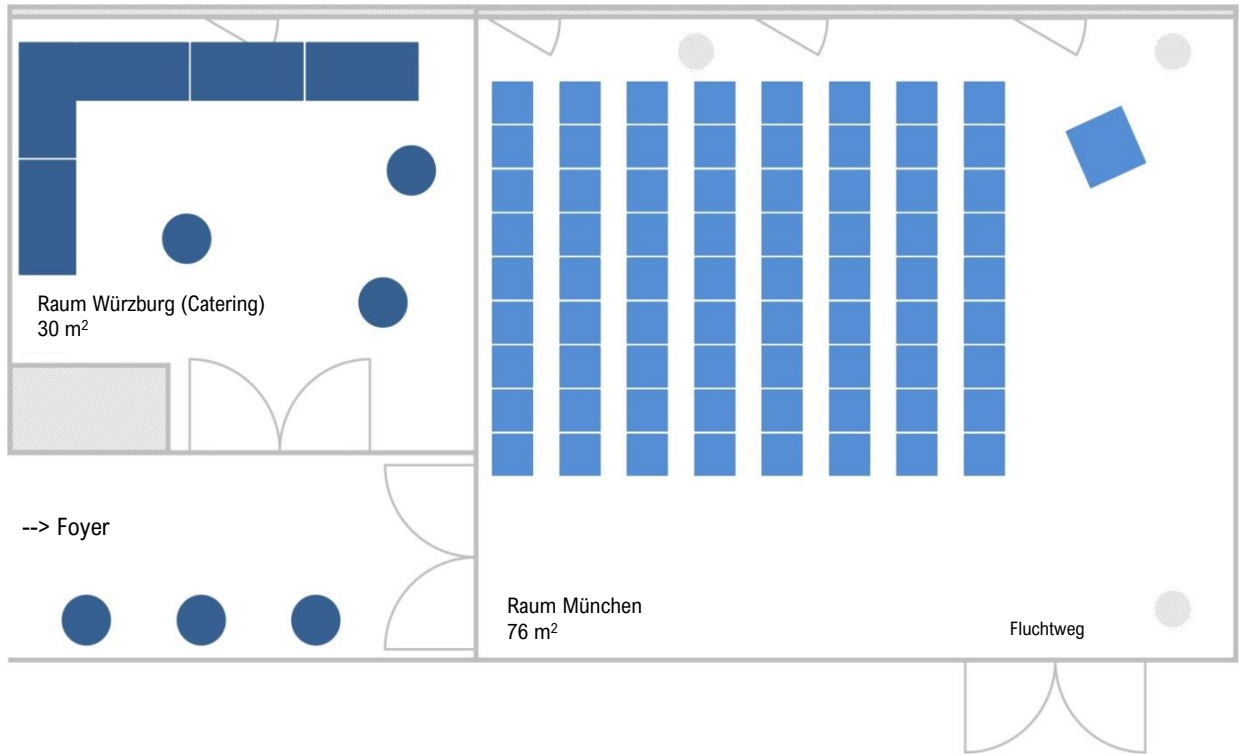 Raum Würzburg (Catering)
30 m²
--> Foyer
Raum München
76 m²
Fluchtweg